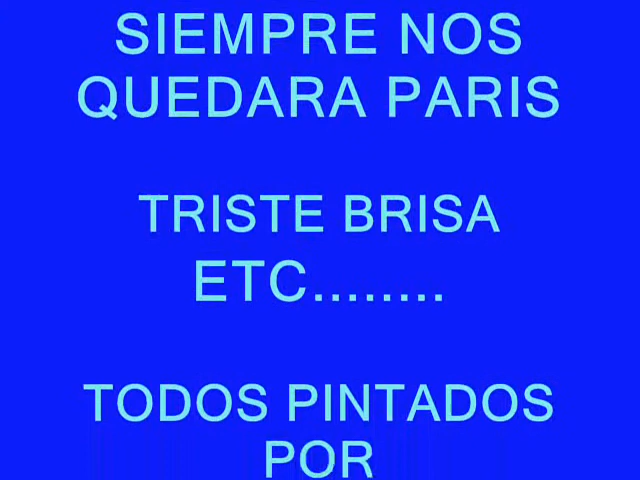 SIEMPRE NOS
QUEDARA PARIS
TRISTE BRISA
ETC........
TODOS PINTADOS
POR